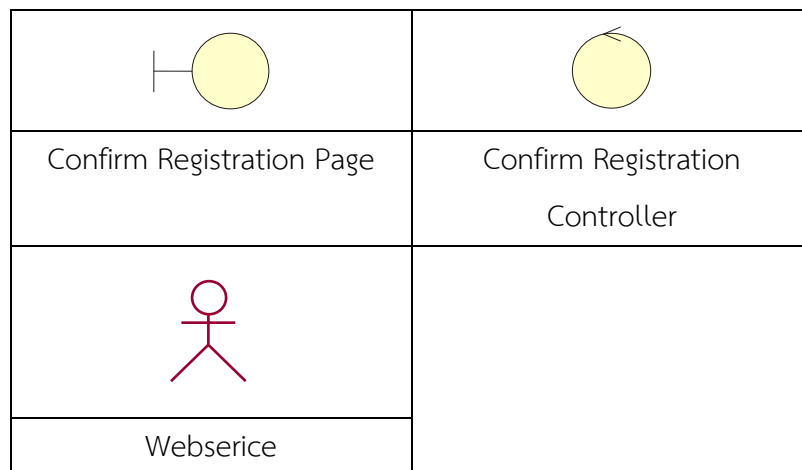 Confirm Registration Page
Confirm Registration
Controller
Webserice